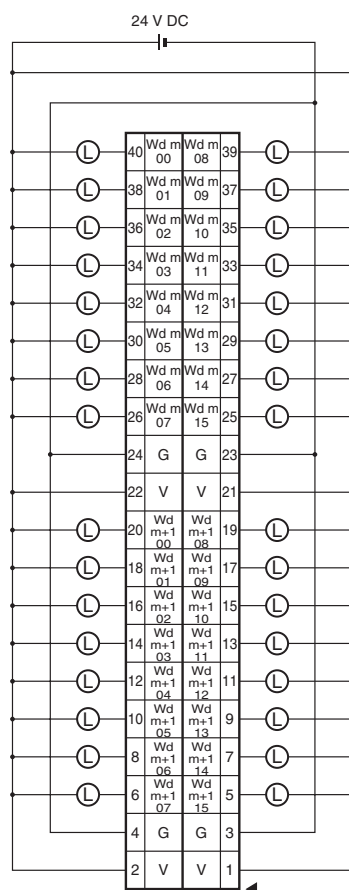 24 V DC
L 40 Wd m 00 Wd m 08 39 L
L 38 Wd m 01 Wd m 09 37 L
L 36 Wd m 02 Wd m 10 35 L
L 34 Wd m 03 Wd m 11 33 L
L 32 Wd m 04 Wd m 12 31 L
L 30 Wd m 05 Wd m 13 29 L
L 28 Wd m 06 Wd m 14 27 L
L 26 Wd m 07 Wd m 15 25 L
24 G G 23
22 V V 21
L 20 Wd m+1 00 Wd m+1 08 19 L
L 18 Wd m+1 01 Wd m+1 09 17 L
L 16 Wd m+1 02 Wd m+1 10 15 L
L 14 Wd m+1 03 Wd m+1 11 13 L
L 12 Wd m+1 04 Wd m+1 12 11 L
L 10 Wd m+1 05 Wd m+1 13 9 L
L 8 Wd m+1 06 Wd m+1 14 7 L
L 6 Wd m+1 07 Wd m+1 15 5 L
4 G G 3
2 V V 1